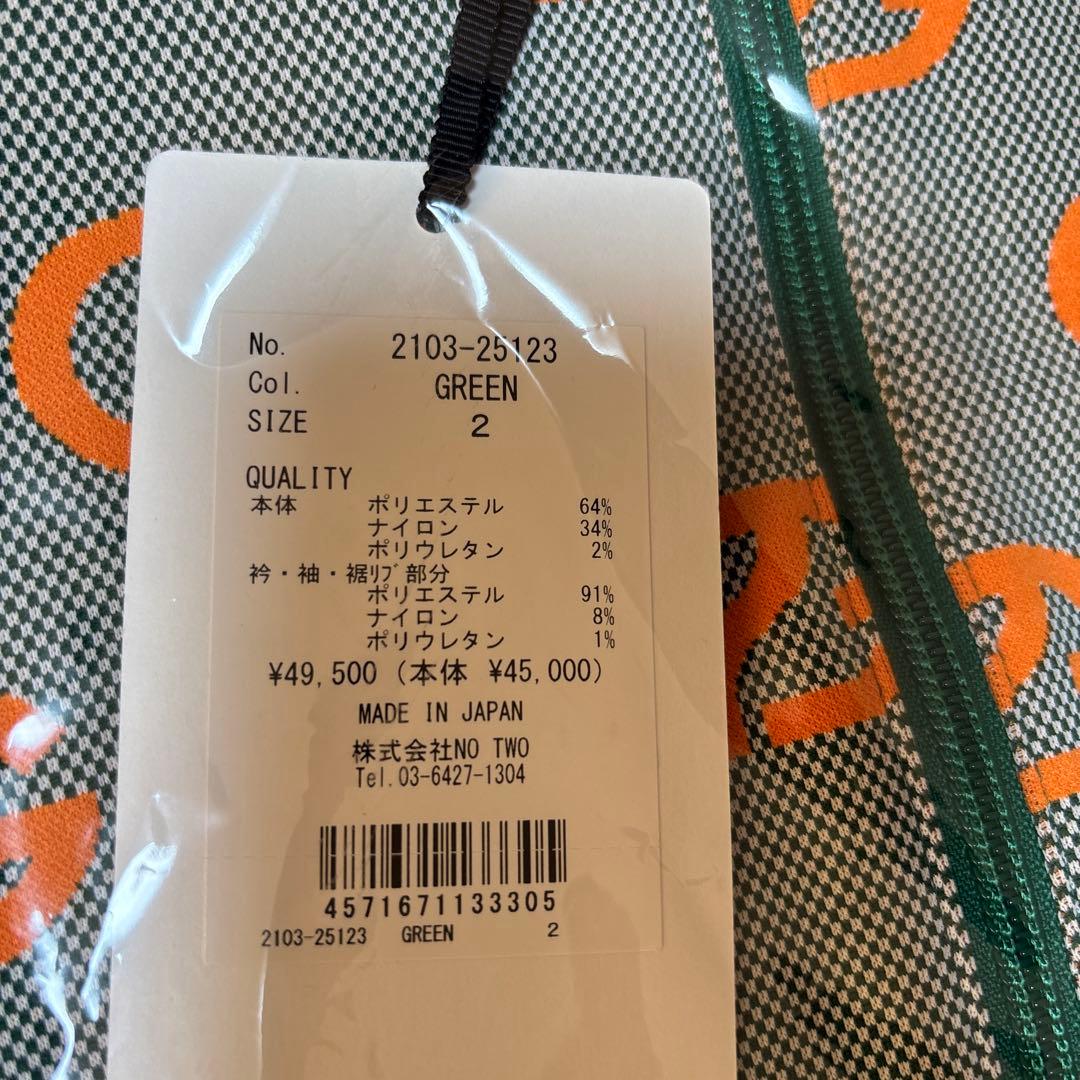 No. 2103-25123
Col. GREEN
SIZE 2
QUALITY
本体 ポリエステル 64%
ナイロン 34%
ポリウレタン 2%
衿・袖・裾ﾘﾌﾞ部分
ポリエステル 91%
ナイロン 8%
ポリウレタン 1%
¥49,500 (本体 ¥45,000)
MADE IN JAPAN
株式会社NO TWO
Tel.03-6427-1304
4571671133305
2103-25123 GREEN 2